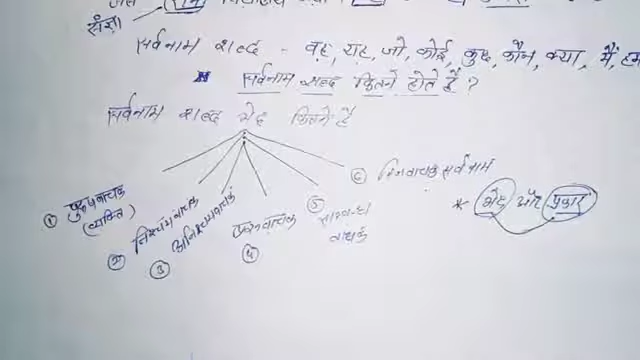 संज्ञा
सर्वनाम शब्द - वह, यह, जो, कोई, कुछ, कौन, क्या, मैं, हम
सर्वनाम शब्द कितने होते हैं ?
सर्वनाम शब्द भेद कितने है
① पुरुषवाचक
(व्यक्ति)
② निश्चयवाचक
③ अनिश्चयवाचक
④ प्रश्नवाचक
⑤ सम्बन्ध
वाचक
⑥ निजवाचक सर्वनाम
* भेद और प्रकार